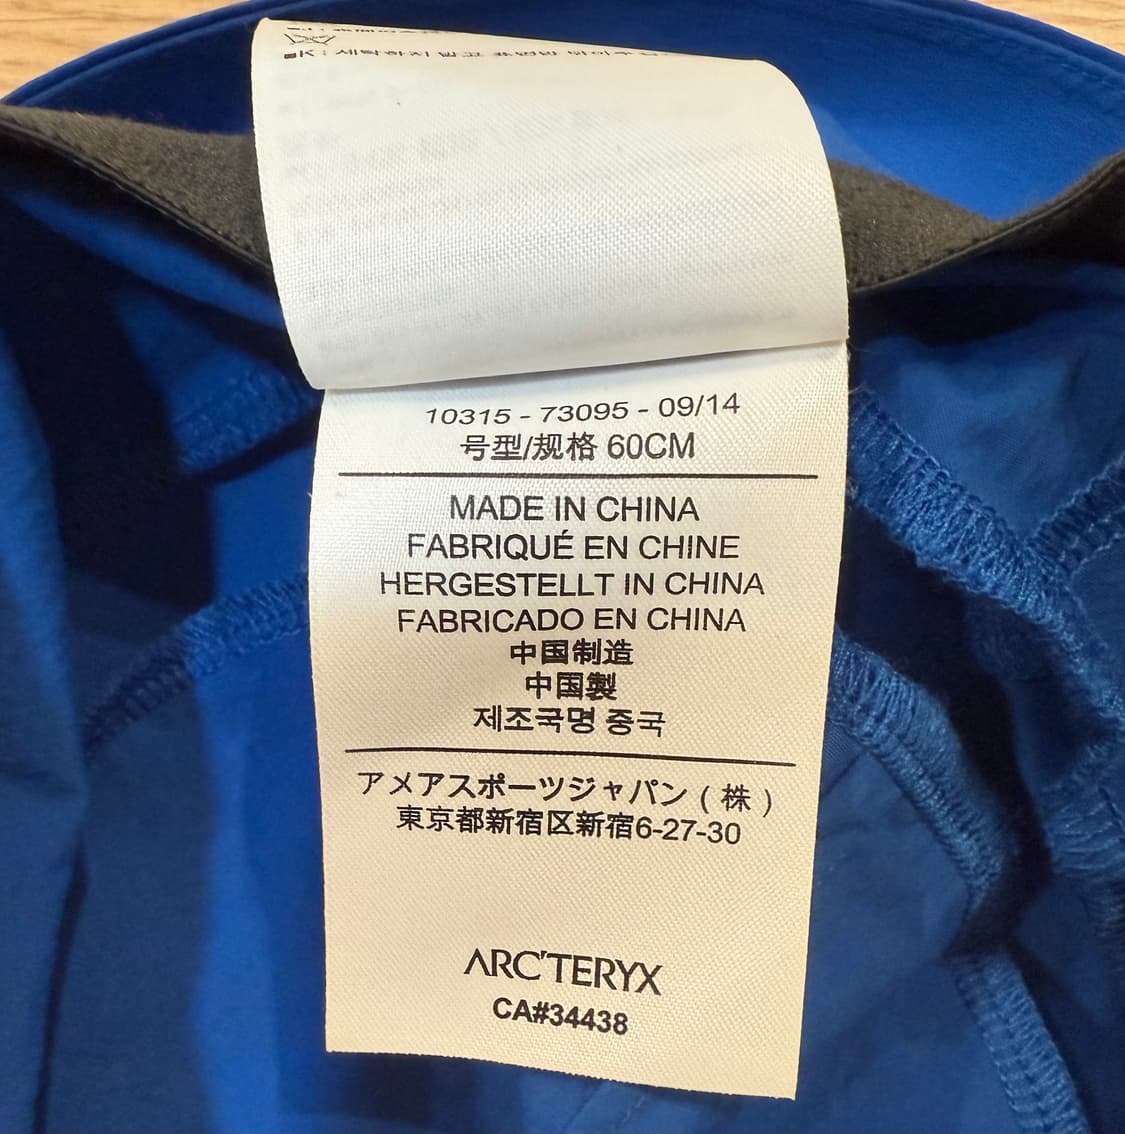 10315 - 73095 - 09/14
号型/规格 60CM
MADE IN CHINA
FABRIQUÉ EN CHINE
HERGESTELLT IN CHINA
FABRICADO EN CHINA
中国制造
中国製
제조국명 중국
アメアスポーツジャパン(株)
東京都新宿区新宿6-27-30
ARC'TERYX
CA#34438